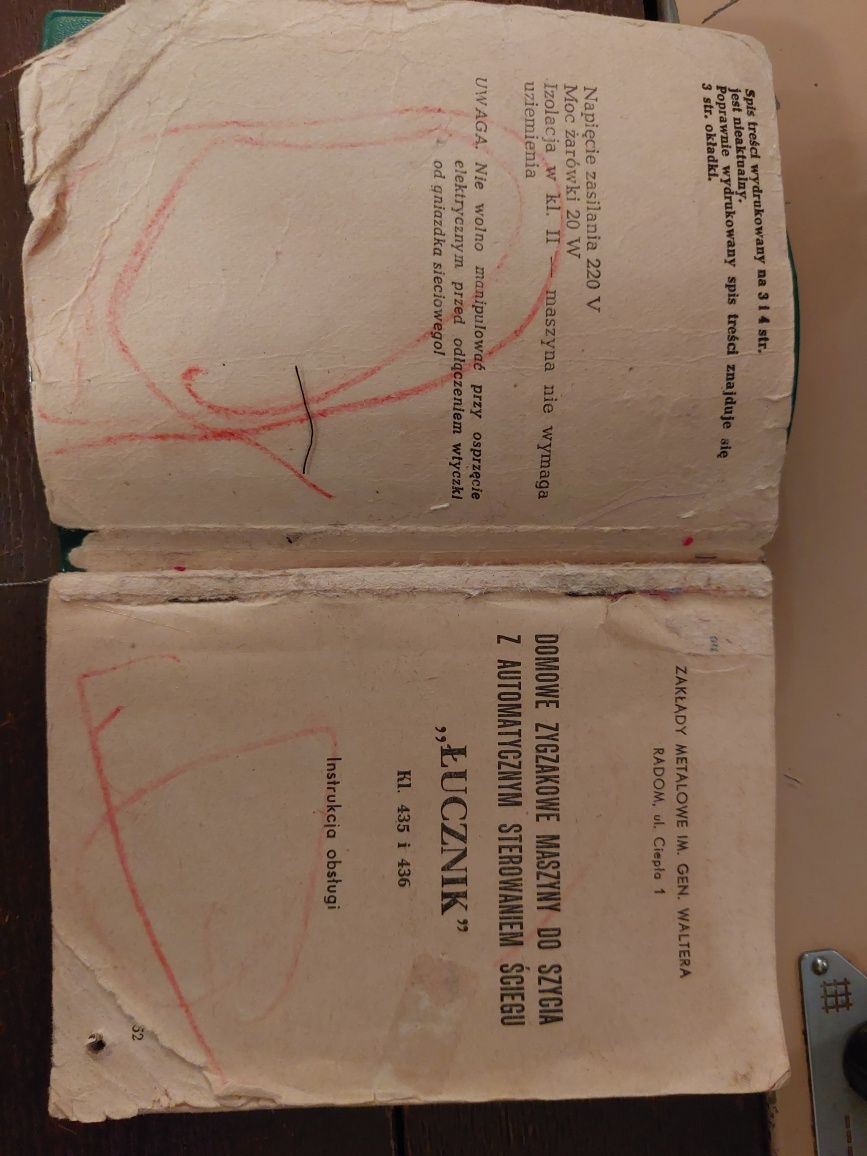 Spis treści wydrukowany na 3 i 4 str.
jest nieaktualny.
Poprawnie wydrukowany spis treści znajduje się
3 str. okładki.
Napięcie zasilania 220 V
Moc żarówki 20 W
Izolacja w kl. II — maszyna nie wymaga
uziemienia
UWAGA, Nie wolno manipulować przy osprzęcie
elektrycznym przed odłączeniem wtyczki
od gniazdka sieciowego!
ZAKŁADY METALOWE IM. GEN. WALTERA
RADOM, ul. Ciepła 1
DOMOWE ZYGZAKOWE MASZYNY DO SZYCIA
Z AUTOMATYCZNYM STEROWANIEM ŚCIEGU
„ŁUCZNIK”
Kl. 435 i 436
Instrukcja obsługi
52